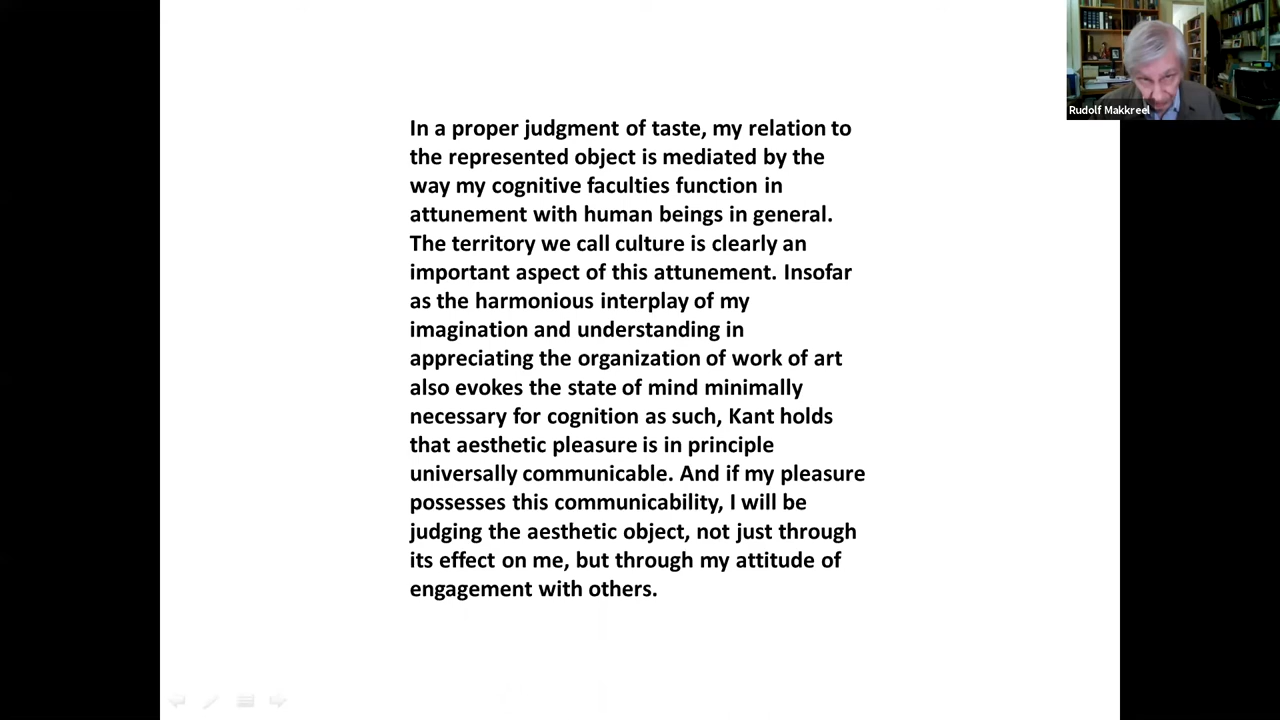 Rudolf Makkreel
In a proper judgment of taste, my relation to
the represented object is mediated by the
way my cognitive faculties function in
attunement with human beings in general.
The territory we call culture is clearly an
important aspect of this attunement. Insofar
as the harmonious interplay of my
imagination and understanding in
appreciating the organization of work of art
also evokes the state of mind minimally
necessary for cognition as such, Kant holds
that aesthetic pleasure is in principle
universally communicable. And if my pleasure
possesses this communicability, I will be
judging the aesthetic object, not just through
its effect on me, but through my attitude of
engagement with others.